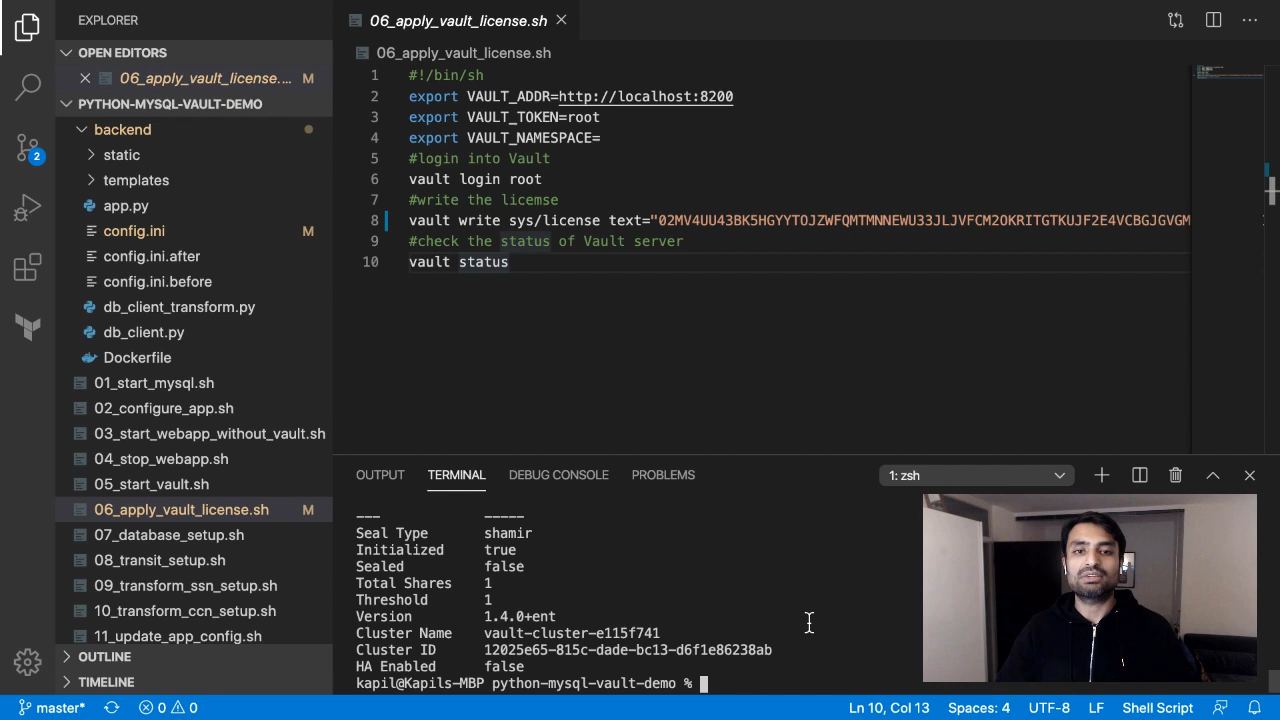 EXPLORER
OPEN EDITORS
06_apply_vault_license.... M
PYTHON-MYSQL-VAULT-DEMO
backend
static
templates
app.py
config.ini M
config.ini.after
config.ini.before
db_client_transform.py
db_client.py
Dockerfile
01_start_mysql.sh
02_configure_app.sh
03_start_webapp_without_vault.sh
04_stop_webapp.sh
05_start_vault.sh
06_apply_vault_license.sh M
07_database_setup.sh
08_transit_setup.sh
09_transform_ssn_setup.sh
10_transform_ccn_setup.sh
11_update_app_config.sh
OUTLINE
TIMELINE
2
06_apply_vault_license.sh
06_apply_vault_license.sh
1 #!/bin/sh
2 export VAULT_ADDR=http://localhost:8200
3 export VAULT_TOKEN=root
4 export VAULT_NAMESPACE=
5 #login into Vault
6 vault login root
7 #write the licemse
8 vault write sys/license text="02MV4UU43BK5HGYYTOJZWFQMTMNNEWU33JLJVFCM2OKRITGTKUJF2E4VCBGJGVGM
9 #check the status of Vault server
10 vault status
OUTPUT TERMINAL DEBUG CONSOLE PROBLEMS 1: zsh
--- -----
Seal Type shamir
Initialized true
Sealed false
Total Shares 1
Threshold 1
Version 1.4.0+ent
Cluster Name vault-cluster-e115f741
Cluster ID 12025e65-815c-dade-bc13-d6f1e86238ab
HA Enabled false
kapil@Kapils-MBP python-mysql-vault-demo %
master* 0 0 Ln 10, Col 13 Spaces: 4 UTF-8 LF Shell Script